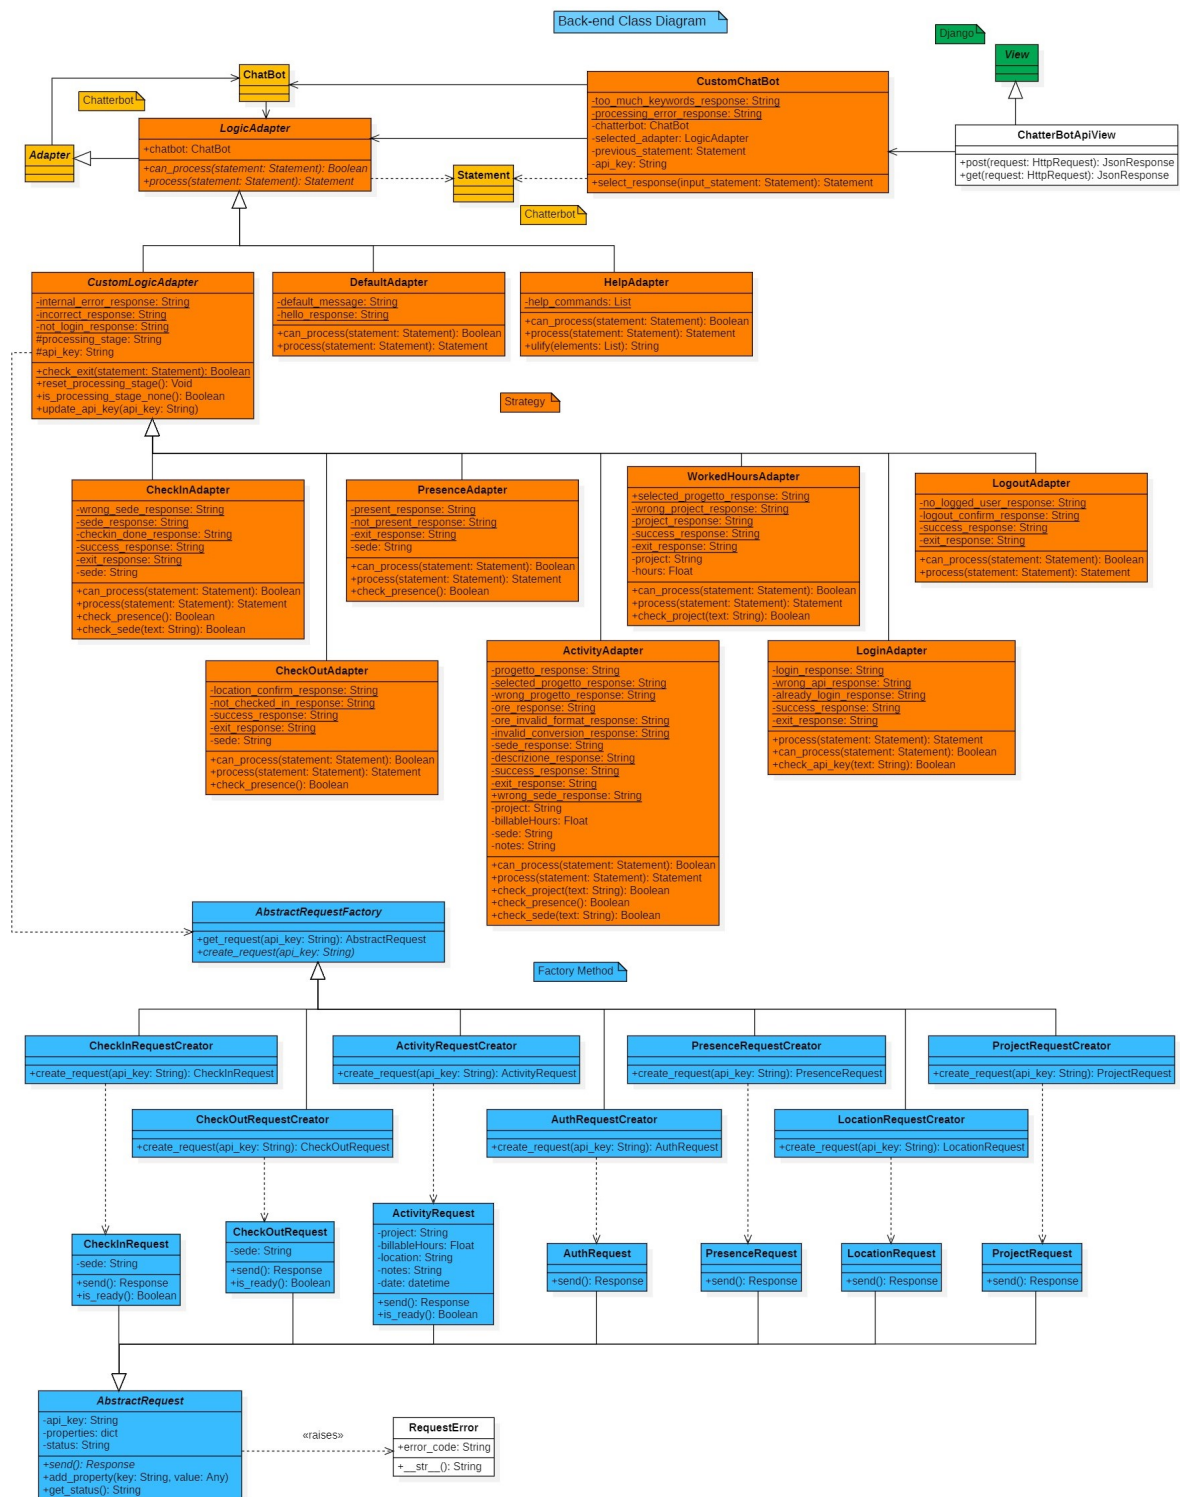 Back-end Class Diagram
Django
View
ChatBot
Chatterbot
CustomChatBot
-too_much_keywords_response: String
-processing_error_response: String
-chatterbot: ChatBot
-selected_adapter: LogicAdapter
-previous_statement: Statement
-api_key: String
+select_response(input_statement: Statement): Statement
ChatterBotApiView
+post(request: HttpRequest): JsonResponse
+get(request: HttpRequest): JsonResponse
LogicAdapter
+chatbot: ChatBot
+can_process(statement: Statement): Boolean
+process(statement: Statement): Statement
Adapter
Statement
Chatterbot
CustomLogicAdapter
-internal_error_response: String
-incorrect_response: String
-not_login_response: String
#processing_stage: String
#api_key: String
+check_exit(statement: Statement): Boolean
+reset_processing_stage(): Void
+is_processing_stage_none(): Boolean
+update_api_key(api_key: String)
DefaultAdapter
-default_message: String
-hello_response: String
+can_process(statement: Statement): Boolean
+process(statement: Statement): Statement
HelpAdapter
-help_commands: List
+can_process(statement: Statement): Boolean
+process(statement: Statement): Statement
+ulify(elements: List): String
Strategy
CheckInAdapter
-wrong_sede_response: String
-sede_response: String
-checkin_done_response: String
-success_response: String
-exit_response: String
-sede: String
+can_process(statement: Statement): Boolean
+process(statement: Statement): Statement
+check_presence(): Boolean
+check_sede(text: String): Boolean
PresenceAdapter
-present_response: String
-not_present_response: String
-exit_response: String
-sede: String
+can_process(statement: Statement): Boolean
+process(statement: Statement): Statement
+check_presence(): Boolean
WorkedHoursAdapter
+selected_progetto_response: String
-wrong_project_response: String
-project_response: String
-success_response: String
-exit_response: String
-project: String
-hours: Float
+can_process(statement: Statement): Boolean
+process(statement: Statement): Statement
+check_project(text: String): Boolean
LogoutAdapter
-no_logged_user_response: String
-logout_confirm_response: String
-success_response: String
-exit_response: String
+can_process(statement: Statement): Boolean
+process(statement: Statement): Statement
CheckOutAdapter
-location_confirm_response: String
-not_checked_in_response: String
-success_response: String
-exit_response: String
-sede: String
+can_process(statement: Statement): Boolean
+process(statement: Statement): Statement
+check_presence(): Boolean
ActivityAdapter
-progetto_response: String
-selected_progetto_response: String
-wrong_progetto_response: String
-ore_response: String
-ore_invalid_format_response: String
-invalid_conversion_response: String
-sede_response: String
-descrizione_response: String
-success_response: String
-exit_response: String
+wrong_sede_response: String
-project: String
-billableHours: Float
-sede: String
-notes: String
+can_process(statement: Statement): Boolean
+process(statement: Statement): Statement
+check_project(text: String): Boolean
+check_presence(): Boolean
+check_sede(text: String): Boolean
LoginAdapter
-login_response: String
-wrong_api_response: String
-already_login_response: String
-success_response: String
-exit_response: String
+process(statement: Statement): Statement
+can_process(statement: Statement): Boolean
+check_api_key(text: String): Boolean
AbstractRequestFactory
+get_request(api_key: String): AbstractRequest
+create_request(api_key: String)
Factory Method
CheckInRequestCreator
+create_request(api_key: String): CheckInRequest
ActivityRequestCreator
+create_request(api_key: String): ActivityRequest
PresenceRequestCreator
+create_request(api_key: String): PresenceRequest
ProjectRequestCreator
+create_request(api_key: String): ProjectRequest
CheckOutRequestCreator
+create_request(api_key: String): CheckOutRequest
AuthRequestCreator
+create_request(api_key: String): AuthRequest
LocationRequestCreator
+create_request(api_key: String): LocationRequest
CheckInRequest
-sede: String
+send(): Response
+is_ready(): Boolean
CheckOutRequest
-sede: String
+send(): Response
+is_ready(): Boolean
ActivityRequest
-project: String
-billableHours: Float
-location: String
-notes: String
-date: datetime
+send(): Response
+is_ready(): Boolean
AuthRequest
+send(): Response
PresenceRequest
+send(): Response
LocationRequest
+send(): Response
ProjectRequest
+send(): Response
AbstractRequest
-api_key: String
-properties: dict
-status: String
+send(): Response
+add_property(key: String, value: Any)
+get_status(): String
«raises»
RequestError
+error_code: String
+__str__(): String